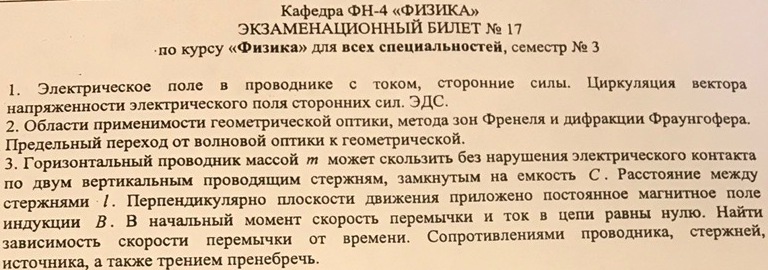 Кафедра ФН-4 «ФИЗИКА»
ЭКЗАМЕНАЦИОННЫЙ БИЛЕТ № 17
по курсу «Физика» для всех специальностей, семестр № 3
1. Электрическое поле в проводнике с током, сторонние силы. Циркуляция вектора
напряженности электрического поля сторонних сил. ЭДС.
2. Области применимости геометрической оптики, метода зон Френеля и дифракции Фраунгофера.
Предельный переход от волновой оптики к геометрической.
3. Горизонтальный проводник массой m может скользить без нарушения электрического контакта
по двум вертикальным проводящим стержням, замкнутым на емкость C. Расстояние между
стержнями l. Перпендикулярно плоскости движения приложено постоянное магнитное поле
индукции B. В начальный момент скорость перемычки и ток в цепи равны нулю. Найти
зависимость скорости перемычки от времени. Сопротивлениями проводника, стержней,
источника, а также трением пренебречь.